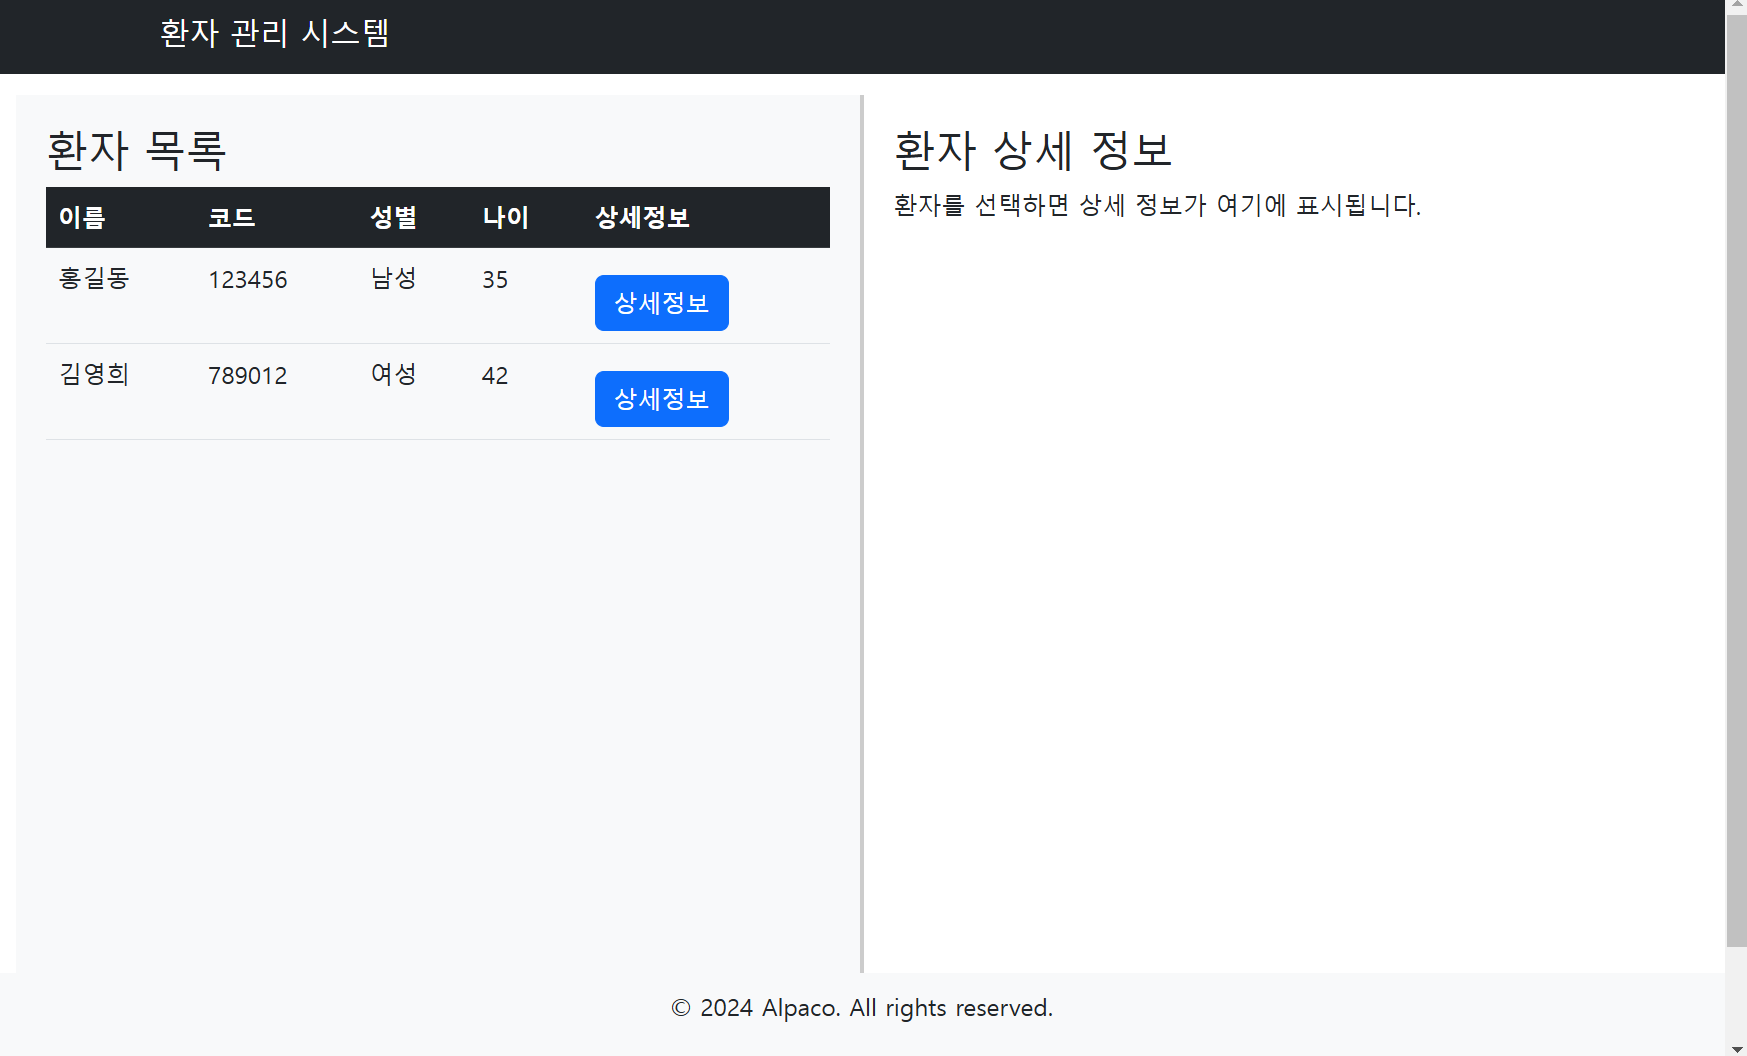 환자 관리 시스템
환자 목록
이름 코드 성별 나이 상세정보
홍길동 123456 남성 35 상세정보
김영희 789012 여성 42 상세정보
환자 상세 정보
환자를 선택하면 상세 정보가 여기에 표시됩니다.
© 2024 Alpaco. All rights reserved.